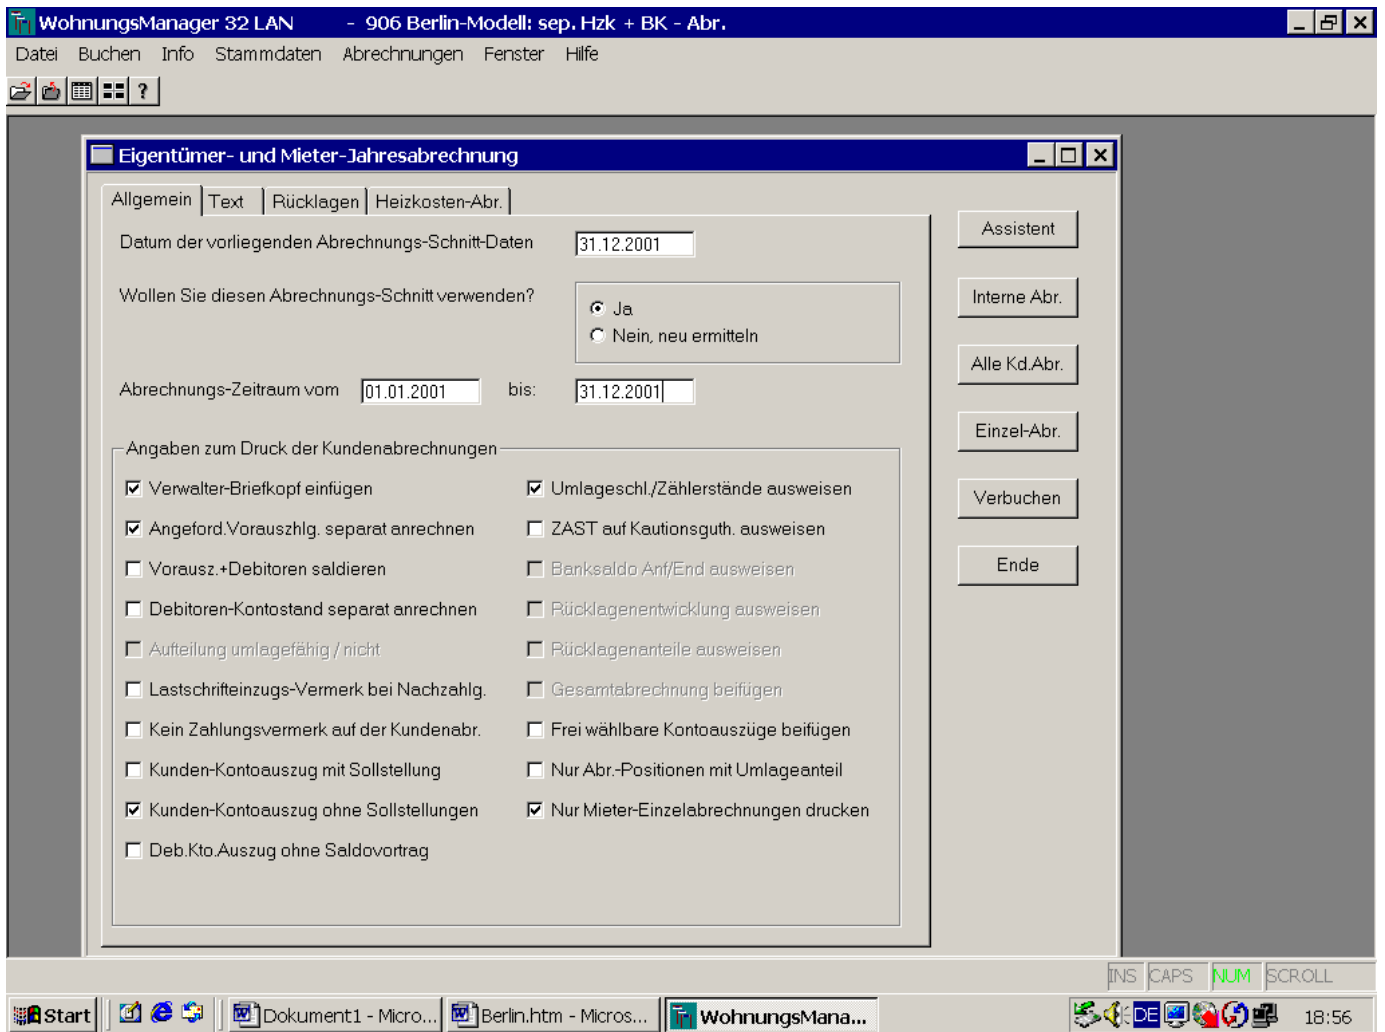 WohnungsManager 32 LAN - 906 Berlin-Modell: sep. Hzk + BK - Abr.
Datei Buchen Info Stammdaten Abrechnungen Fenster Hilfe
?
Eigentümer- und Mieter-Jahresabrechnung
Allgemein Text Rücklagen Heizkosten-Abr.
Datum der vorliegenden Abrechnungs-Schnitt-Daten 31.12.2001
Assistent
Wollen Sie diesen Abrechnungs-Schnitt verwenden?
Ja
Nein, neu ermitteln
Interne Abr.
Alle Kd.Abr.
Abrechnungs-Zeitraum vom 01.01.2001 bis: 31.12.2001
Einzel-Abr.
Angaben zum Druck der Kundenabrechnungen
Verwalter-Briefkopf einfügen Umlageschl./Zählerstände ausweisen
Verbuchen
Angeford.Vorauszhlg. separat anrechnen ZAST auf Kautionsguth. ausweisen
Vorausz.+Debitoren saldieren Banksaldo Anf/End ausweisen
Ende
Debitoren-Kontostand separat anrechnen Rücklagenentwicklung ausweisen
Aufteilung umlagefähig / nicht Rücklagenanteile ausweisen
Lastschrifteinzugs-Vermerk bei Nachzahlg. Gesamtabrechnung beifügen
Kein Zahlungsvermerk auf der Kundenabr. Frei wählbare Kontoauszüge beifügen
Kunden-Kontoauszug mit Sollstellung Nur Abr.-Positionen mit Umlageanteil
Kunden-Kontoauszug ohne Sollstellungen Nur Mieter-Einzelabrechnungen drucken
Deb.Kto.Auszug ohne Saldovortrag
INS CAPS NUM SCROLL
Start Dokument1 - Micro... Berlin.htm - Micros... WohnungsMana... DE 18:56